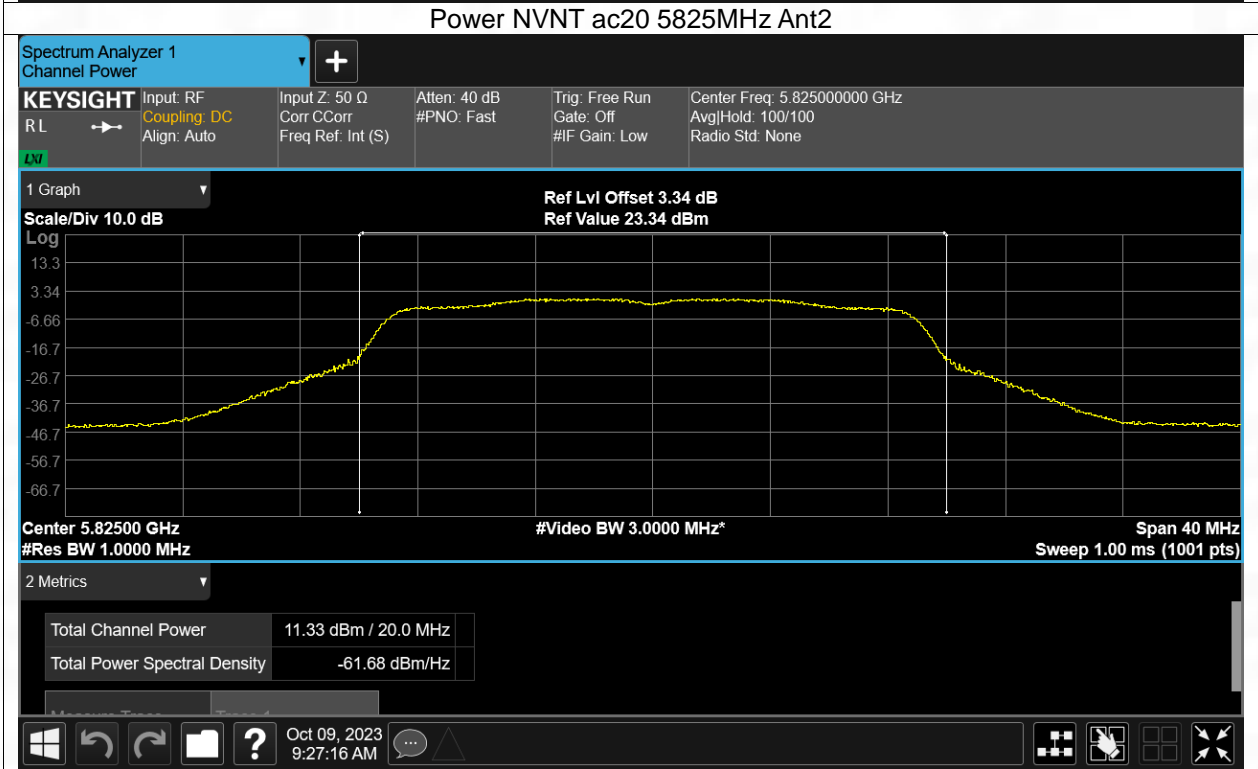 Power NVNT ac20 5825MHz Ant2
Spectrum Analyzer 1
Channel Power
KEYSIGHT
R L
LXI
Input: RF
Coupling: DC
Align: Auto
Input Z: 50 Ω
Corr CCorr
Freq Ref: Int (S)
Atten: 40 dB
#PNO: Fast
Trig: Free Run
Gate: Off
#IF Gain: Low
Center Freq: 5.825000000 GHz
Avg|Hold: 100/100
Radio Std: None
1 Graph
Scale/Div 10.0 dB
Ref Lvl Offset 3.34 dB
Ref Value 23.34 dBm
Log
13.3
3.34
-6.66
-16.7
-26.7
-36.7
-46.7
-56.7
-66.7
Center 5.82500 GHz
#Video BW 3.0000 MHz*
Span 40 MHz
#Res BW 1.0000 MHz
Sweep 1.00 ms (1001 pts)
2 Metrics
Total Channel Power 11.33 dBm / 20.0 MHz
Total Power Spectral Density -61.68 dBm/Hz
Oct 09, 2023
9:27:16 AM